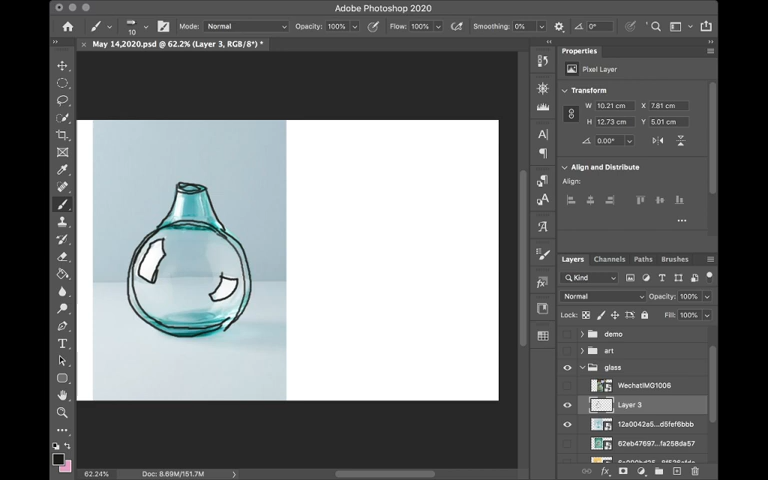 Adobe Photoshop 2020
10
Mode: Normal
Opacity: 100%
Flow: 100%
Smoothing: 0%
0°
May 14,2020.psd @ 62.2% (Layer 3, RGB/8*) *
Properties
Pixel Layer
Transform
W 10.21 cm X 7.81 cm
H 12.73 cm Y 5.01 cm
0.00°
Align and Distribute
Align:
Layers Channels Paths Brushes
Kind
Normal Opacity: 100%
Lock: Fill: 100%
demo
art
glass
WechatIMG1006
Layer 3
12a0042a5...d5fef6bbb
62eb47697...fa258da57
62.24% Doc: 8.69M/151.7M